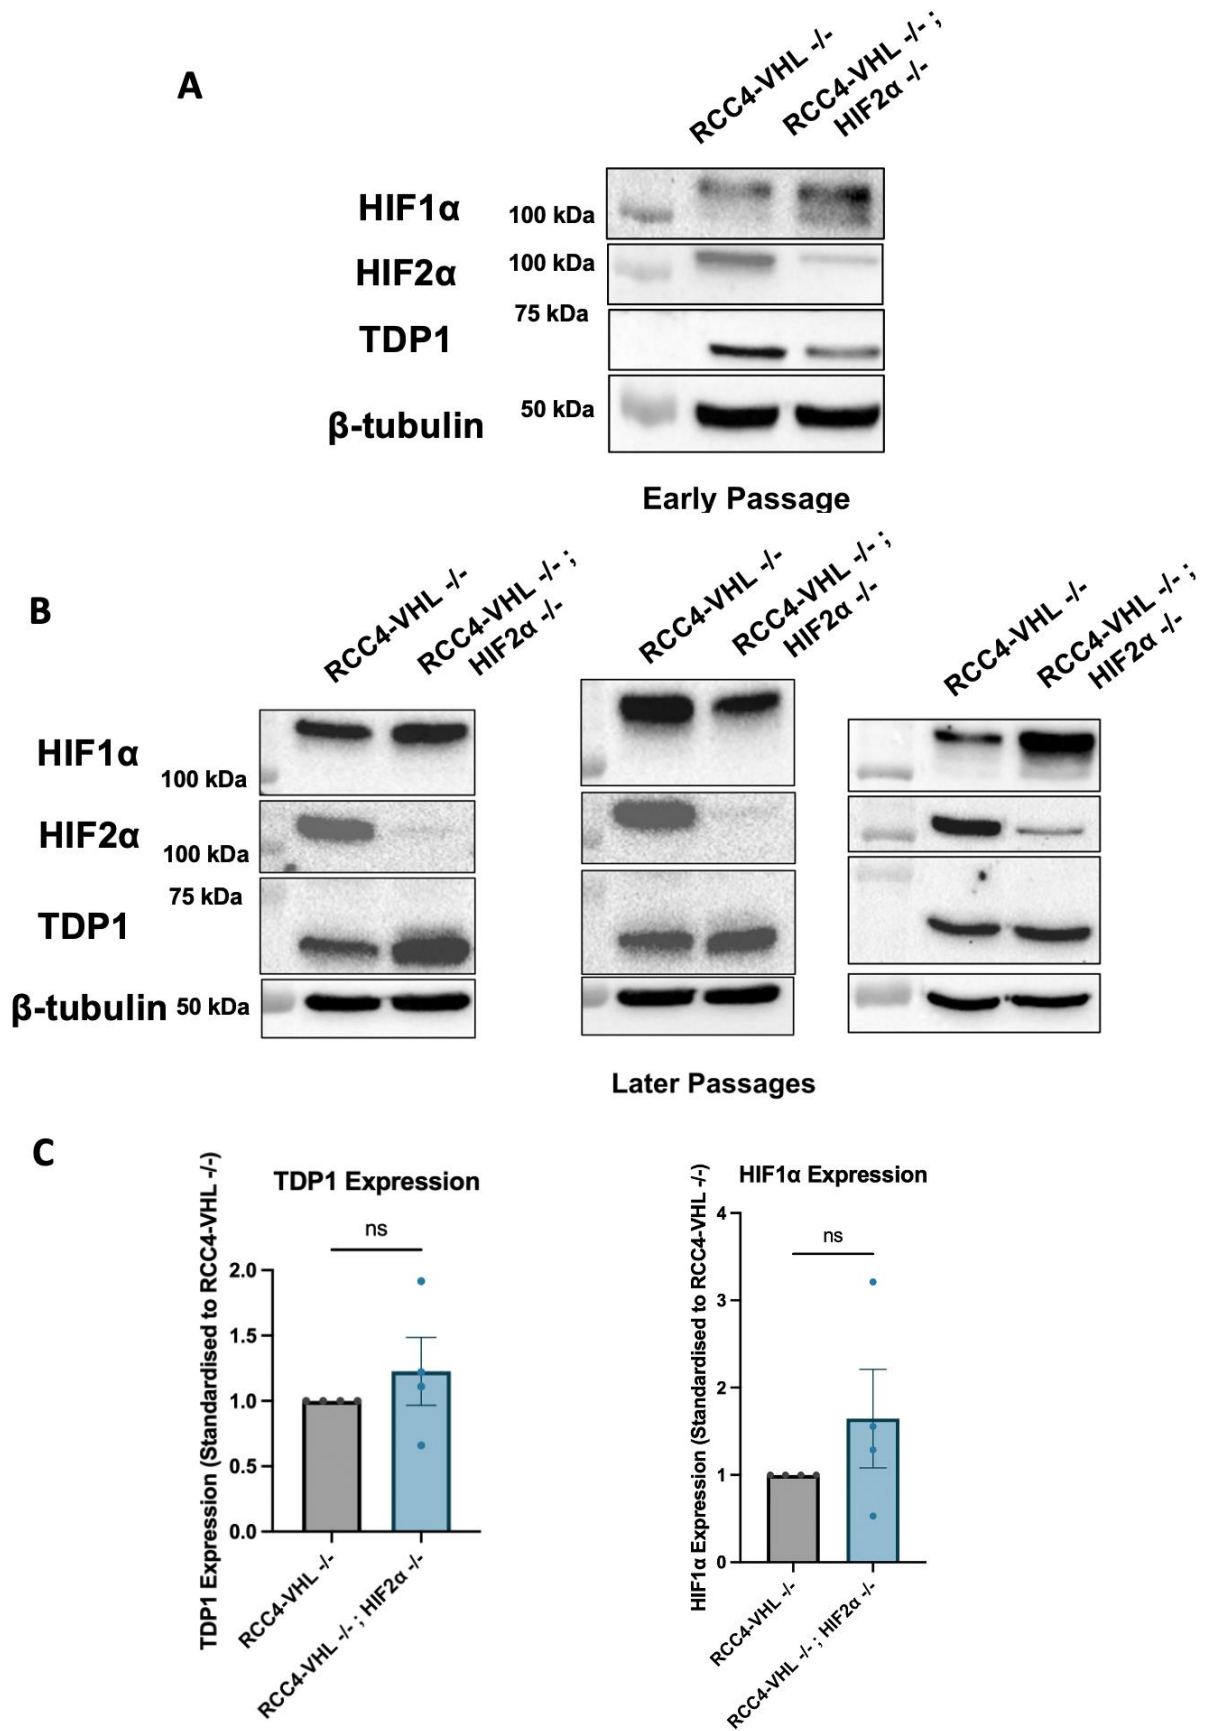 A
RCC4-VHL -/-
RCC4-VHL -/- ;
HIF2α -/-
HIF1α
100 kDa
HIF2α
100 kDa
75 kDa
TDP1
50 kDa
β-tubulin
Early Passage
B
RCC4-VHL -/-
RCC4-VHL -/- ;
HIF2α -/-
RCC4-VHL -/-
RCC4-VHL -/- ;
HIF2α -/-
RCC4-VHL -/-
RCC4-VHL -/- ;
HIF2α -/-
HIF1α
100 kDa
HIF2α
100 kDa
75 kDa
TDP1
β-tubulin
50 kDa
Later Passages
C
TDP1 Expression
ns
TDP1 Expression (Standardised to RCC4-VHL -/-)
2.0
1.5
1.0
0.5
0.0
RCC4-VHL -/-
RCC4-VHL -/- ; HIF2α -/-
HIF1α Expression
ns
HIF1α Expression (Standardised to RCC4-VHL -/-)
4
3
2
1
0
RCC4-VHL -/-
RCC4-VHL -/- ; HIF2α -/-